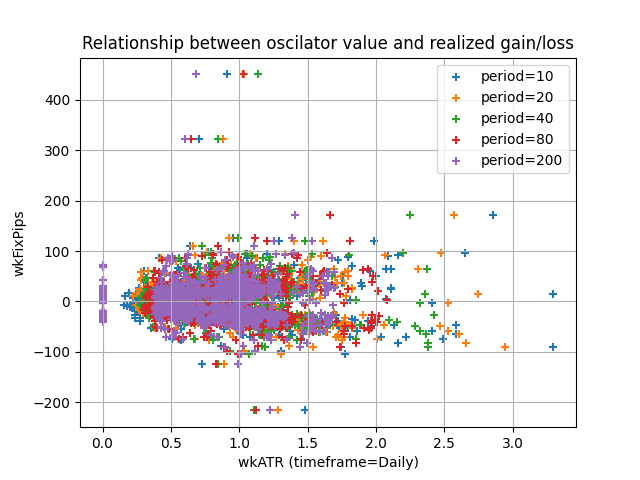 Relationship between oscilator value and realized gain/loss
period=10
period=20
period=40
period=80
period=200
wkFixPips
400
300
200
100
0
−100
−200
0.0 0.5 1.0 1.5 2.0 2.5 3.0
wkATR (timeframe=Daily)